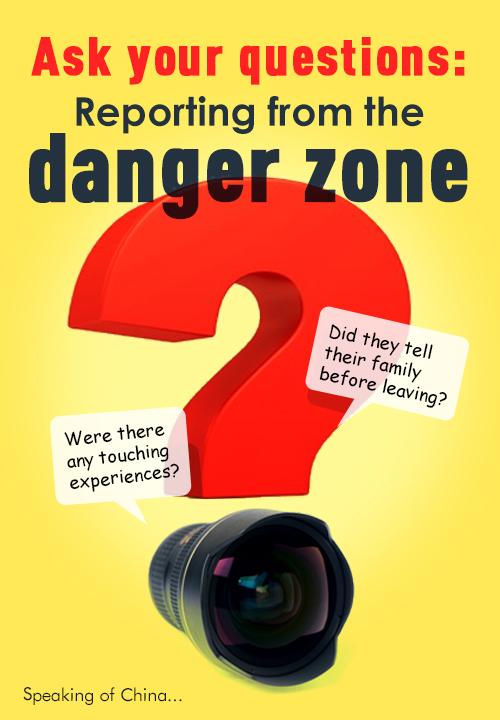 Ask your questions:
Reporting from the
danger zone
Did they tell
their family
before leaving?
Were there
any touching
experiences?
Speaking of China...